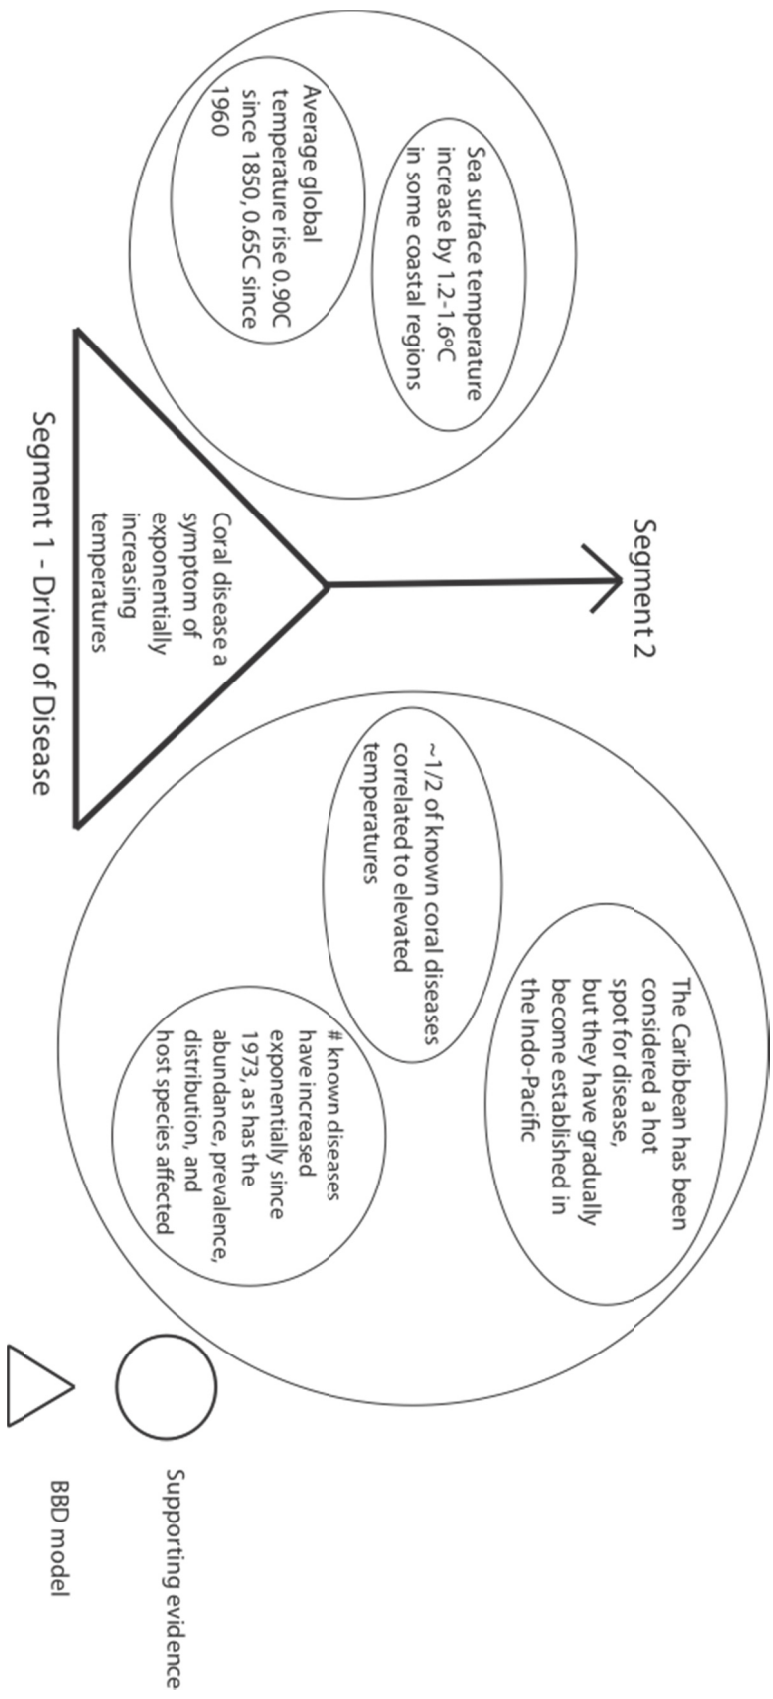 Segment 2
Sea surface temperature
increase by 1.2-1.6ºC
in some coastal regions
Average global
temperature rise 0.90C
since 1850, 0.65C since
1960
Coral disease a
symptom of
exponentially
increasing
temperatures
Segment 1 - Driver of Disease
The Caribbean has been
considered a hot
spot for disease,
but they have gradually
become established in
the Indo-Pacific
~1/2 of known coral diseases
correlated to elevated
temperatures
# known diseases
have increased
exponentially since
1973, as has the
abundance, prevalence,
distribution, and
host species affected
Supporting evidence
BBD model